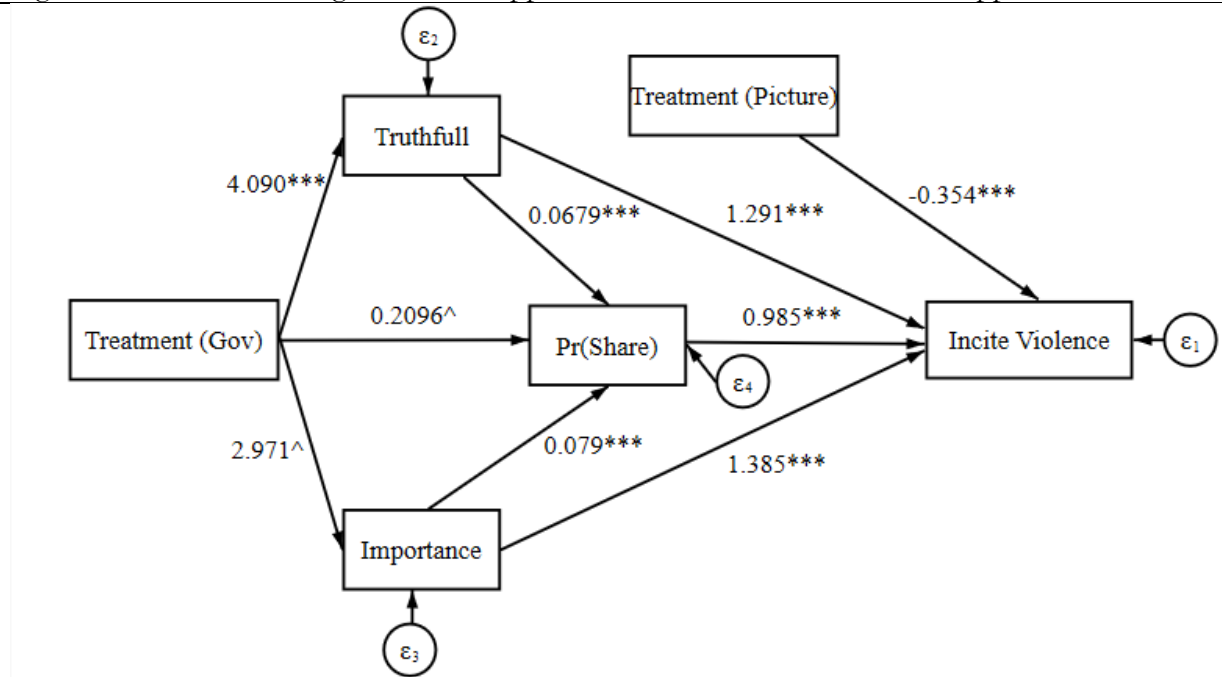 ε₂
Treatment (Picture)
Truthfull
4.090***
0.0679***
1.291***
-0.354***
Treatment (Gov)
0.2096^
Pr(Share)
0.985***
Incite Violence
ε₁
ε₄
2.971^
0.079***
1.385***
Importance
ε₃